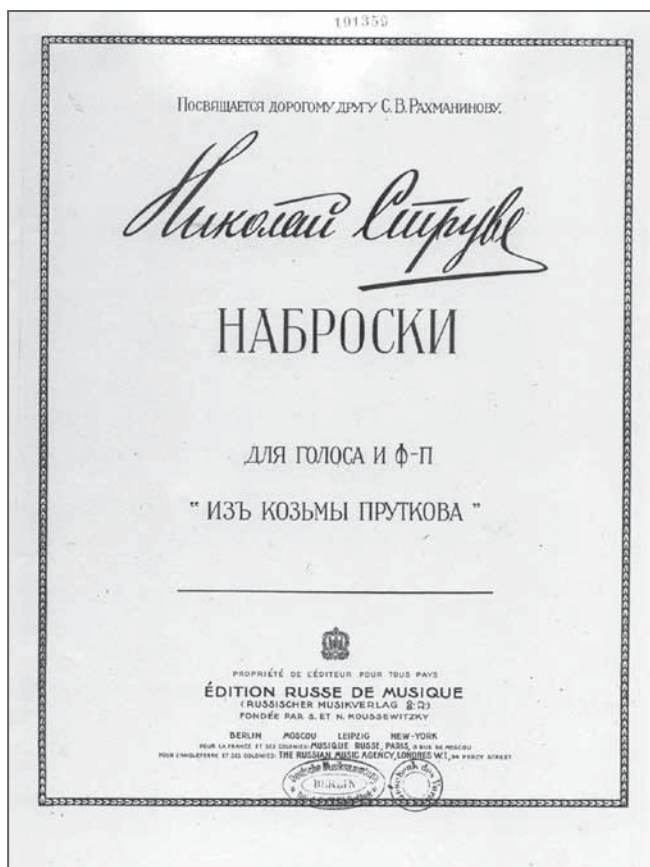 191359
Посвящается дорогому другу С. В. Рахманинову.
Николай Струве
НАБРОСКИ
для голоса и ф-п
" изъ Козьмы Пруткова "
PROPRIÉTÉ DE L'ÉDITEUR POUR TOUS PAYS
ÉDITION RUSSE DE MUSIQUE
(RUSSISCHER MUSIKVERLAG
FONDÉE PAR S. ET N. KOUSSEWITZKY
BERLIN MOSCOU LEIPZIG NEW-YORK
POUR LA FRANCE ET SES COLONIES: MUSIQUE RUSSE, PARIS, 3 RUE DE MOSCOU
POUR L'ANGLETERRE ET SES COLONIES: THE RUSSIAN MUSIC AGENCY, LONDRES W.1, PERCY STREET
Deutsche
BERLIN